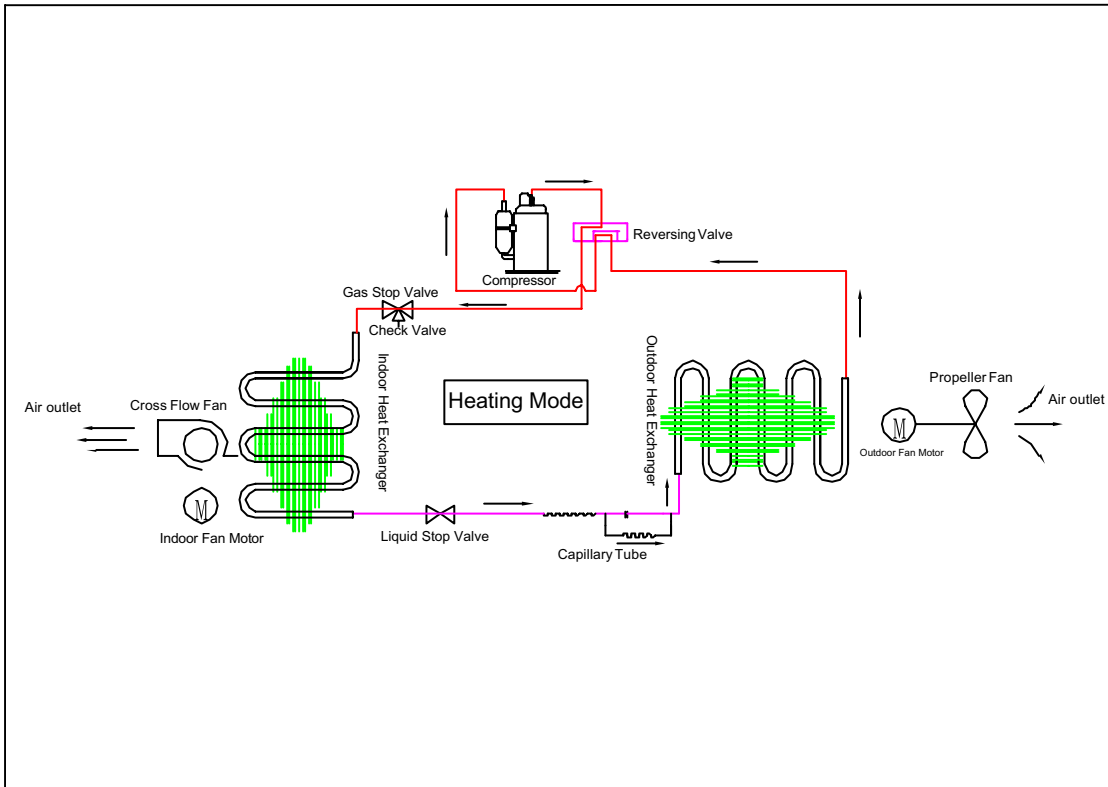 Reversing Valve
Compressor
Gas Stop Valve
Check Valve
Indoor Heat Exchanger
Outdoor Heat Exchanger
Heating Mode
Propeller Fan
Air outlet
Cross Flow Fan
Air outlet
M
Outdoor Fan Motor
M
Indoor Fan Motor
Liquid Stop Valve
Capillary Tube